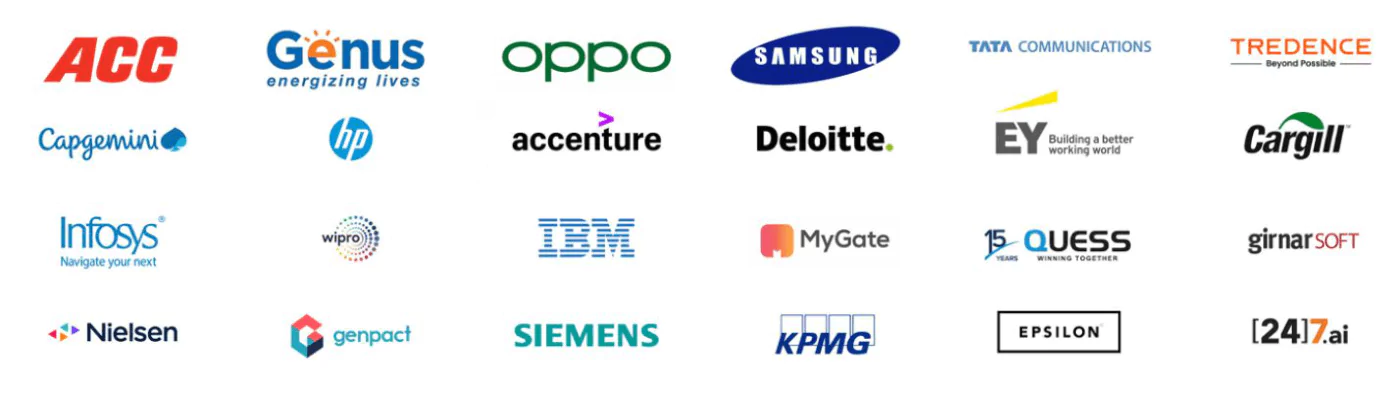 ACC
Genus
energizing lives
oppo
SAMSUNG
TATA COMMUNICATIONS
TREDENCE
Beyond Possible
Capgemini
hp
accenture
Deloitte.
EY Building a better
working world
Cargill™
Infosys®
Navigate your next
wipro
IBM
MyGate
15
YEARS
QUESS
WINNING TOGETHER
girnarSOFT
Nielsen
genpact
SIEMENS
KPMG
EPSILON
[24]7.ai